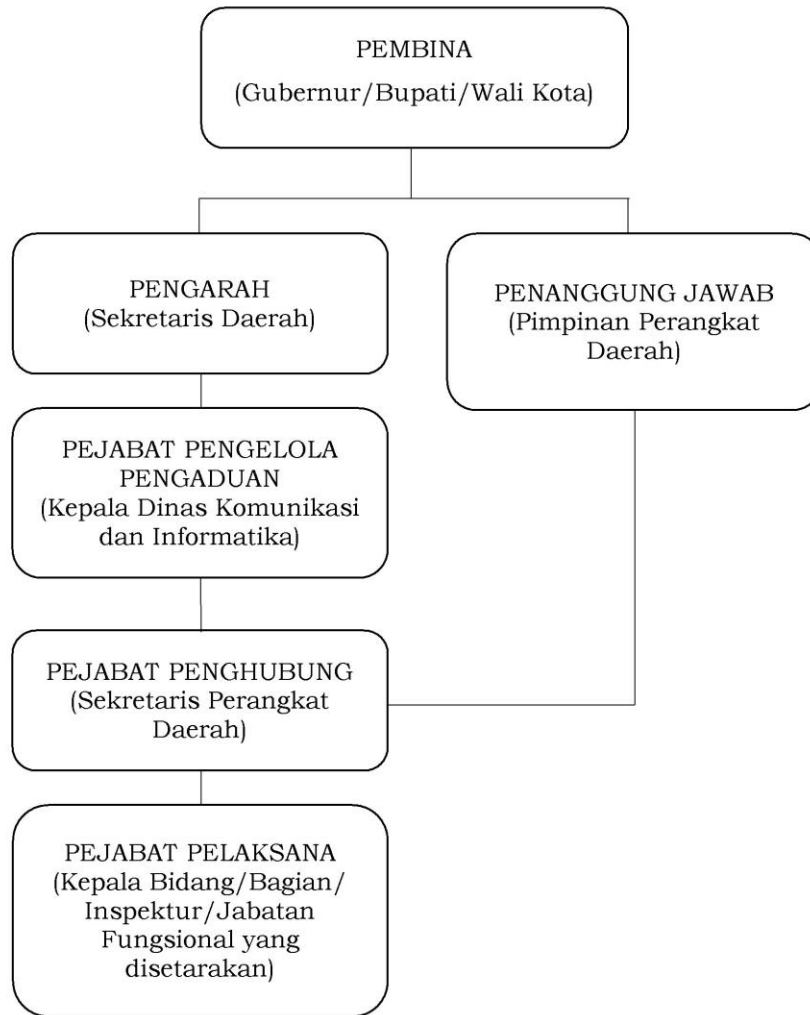 PEMBINA
(Gubernur/Bupati/Wali Kota)
PENGARAH
(Sekretaris Daerah)
PENANGGUNG JAWAB
(Pimpinan Perangkat
Daerah)
PEJABAT PENGELOLA
PENGADUAN
(Kepala Dinas Komunikasi
dan Informatika)
PEJABAT PENGHUBUNG
(Sekretaris Perangkat
Daerah)
PEJABAT PELAKSANA
(Kepala Bidang/Bagian/
Inspektur/Jabatan
Fungsional yang
disetarakan)